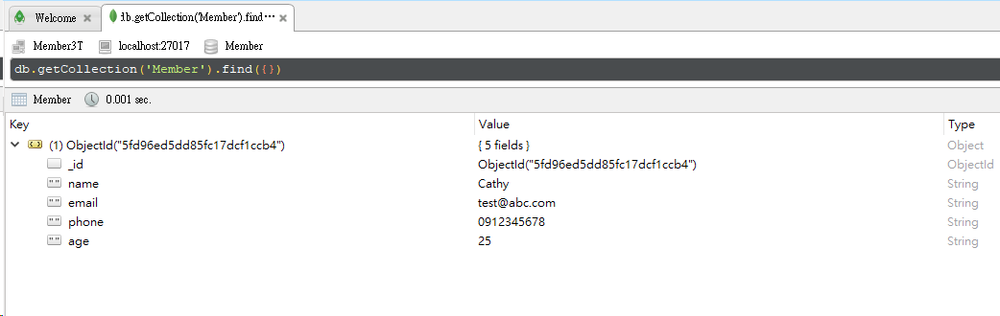 Welcome
db.getCollection('Member').find…
Member3T localhost:27017 Member
db.getCollection('Member').find({})
Member 0.001 sec.
Key Value Type
(1) ObjectId("5fd96ed5dd85fc17dcf1ccb4") { 5 fields } Object
_id ObjectId("5fd96ed5dd85fc17dcf1ccb4") ObjectId
name Cathy String
email test@abc.com String
phone 0912345678 String
age 25 String